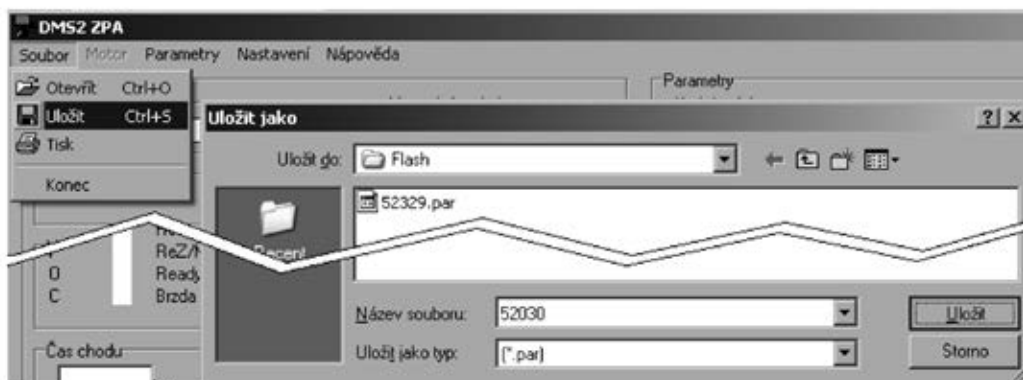 DMS2 ZPA
Soubor Motor Parametry Nastavení Nápověda
Otevřít Ctrl+O
Uložit Ctrl+S
Tisk
Konec
Parametry
Uložit jako
Uložit do: Flash
52329.par
Recent
ReZ/
O Ready
C Brzda
Název souboru: 52030 Uložit
Uložit jako typ: (*.par) Storno
Čas chodu